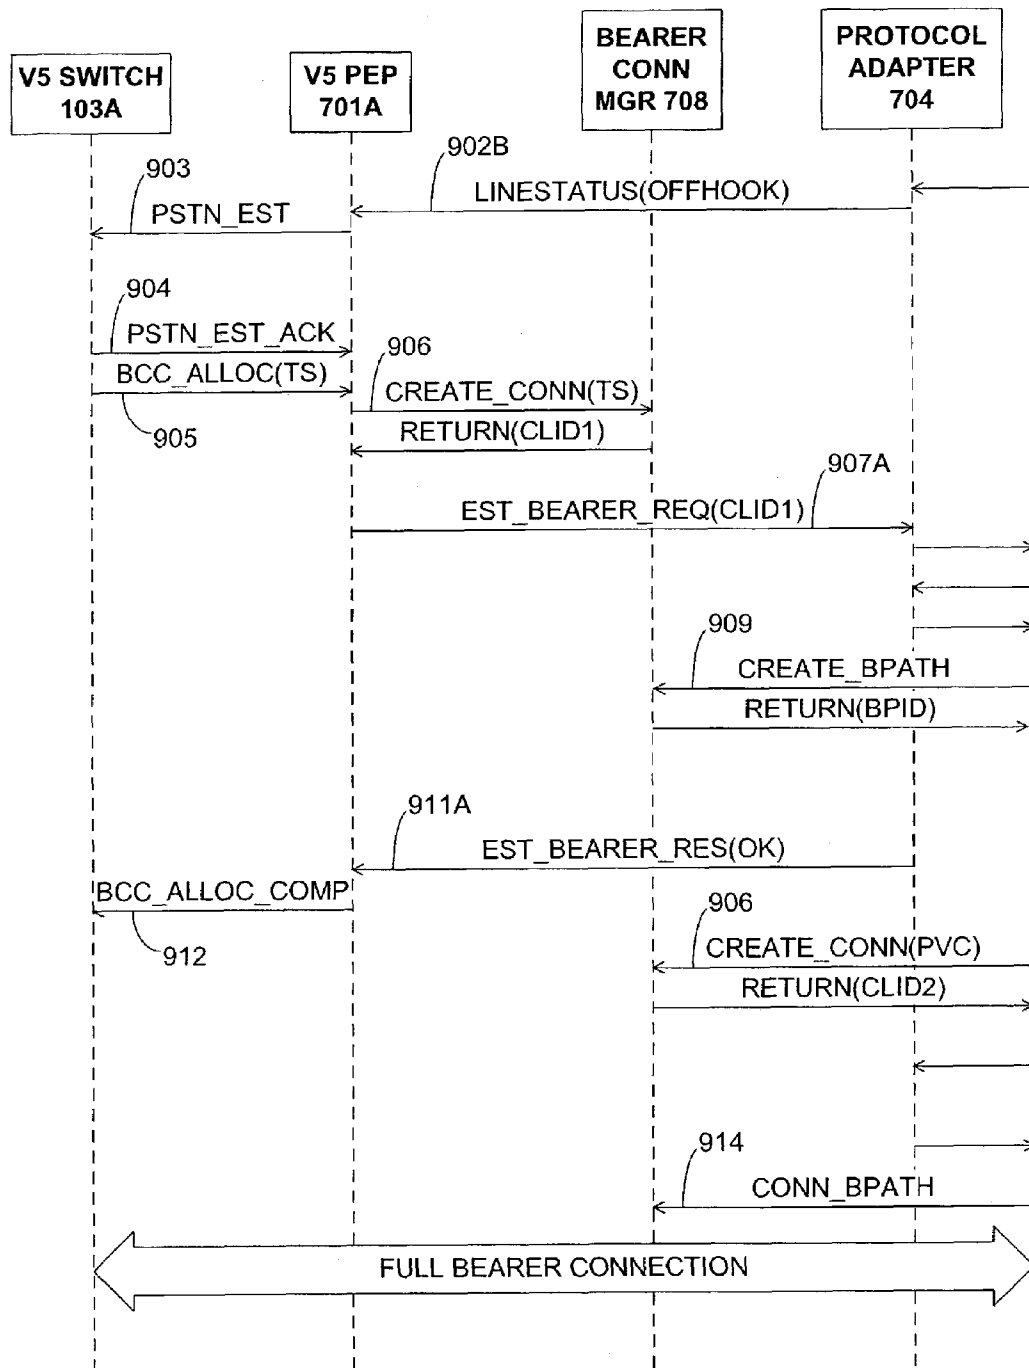 V5 SWITCH
103A
V5 PEP
701A
BEARER
CONN
MGR 708
PROTOCOL
ADAPTER
704
902B
LINESTATUS(OFFHOOK)
903
PSTN_EST
904
PSTN_EST_ACK
BCC_ALLOC(TS)
905
906
CREATE_CONN(TS)
RETURN(CLID1)
907A
EST_BEARER_REQ(CLID1)
909
CREATE_BPATH
RETURN(BPID)
911A
EST_BEARER_RES(OK)
BCC_ALLOC_COMP
912
906
CREATE_CONN(PVC)
RETURN(CLID2)
914
CONN_BPATH
FULL BEARER CONNECTION